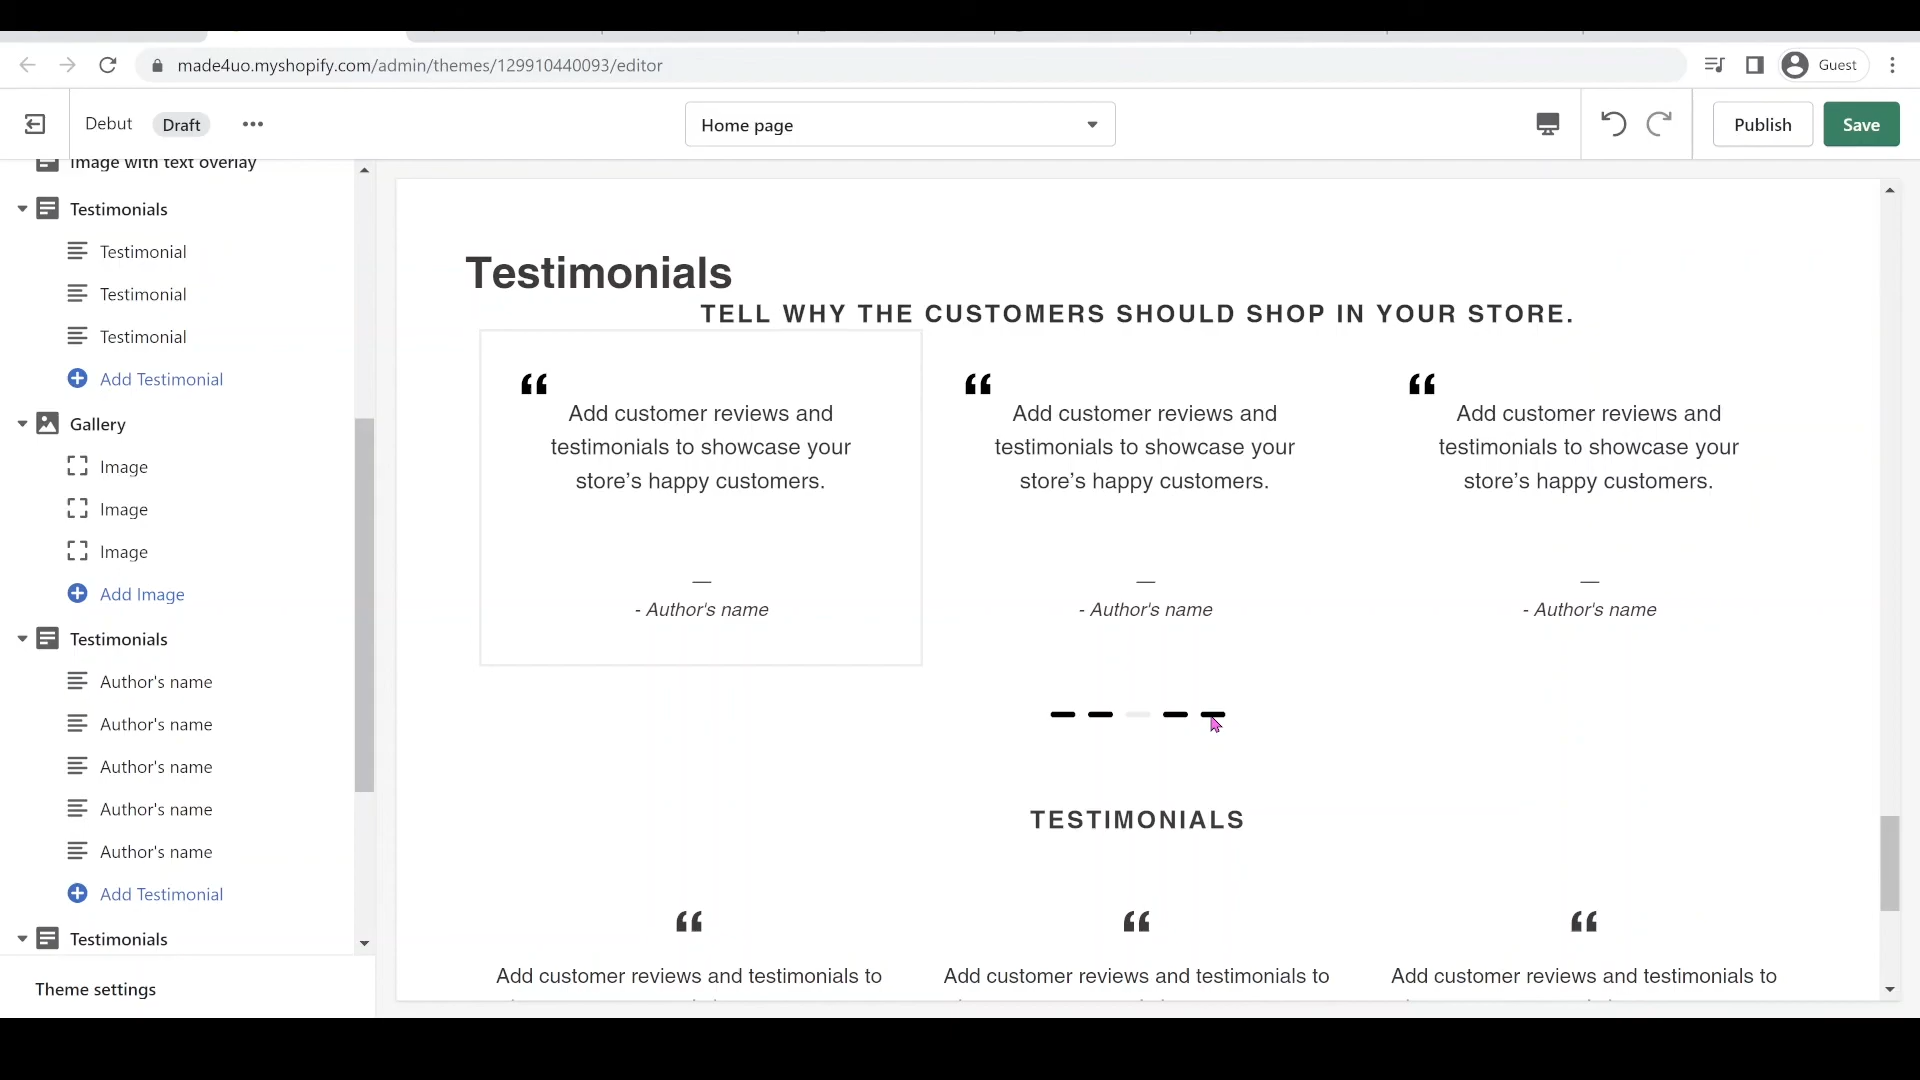 made4uo.myshopify.com/admin/themes/129910440093/editor
Guest
Debut
Draft
Home page
Publish
Save
Image with text overlay
Testimonials
Testimonial
Testimonial
Testimonial
Add Testimonial
Gallery
Image
Image
Image
Add Image
Testimonials
Author's name
Author's name
Author's name
Author's name
Author's name
Add Testimonial
Testimonials
Theme settings
Testimonials
TELL WHY THE CUSTOMERS SHOULD SHOP IN YOUR STORE.
“
Add customer reviews and
testimonials to showcase your
store’s happy customers.
—
- Author's name
“
Add customer reviews and
testimonials to showcase your
store’s happy customers.
—
- Author's name
“
Add customer reviews and
testimonials to showcase your
store’s happy customers.
—
- Author's name
TESTIMONIALS
“
Add customer reviews and testimonials to
“
Add customer reviews and testimonials to
“
Add customer reviews and testimonials to